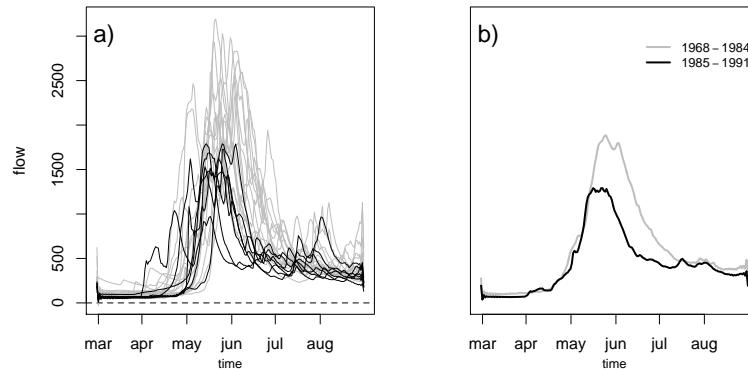 a)
flow
0
500
1500
2500
mar apr may jun jul aug
time
b)
1968 – 1984
1985 – 1991
mar apr may jun jul aug
time